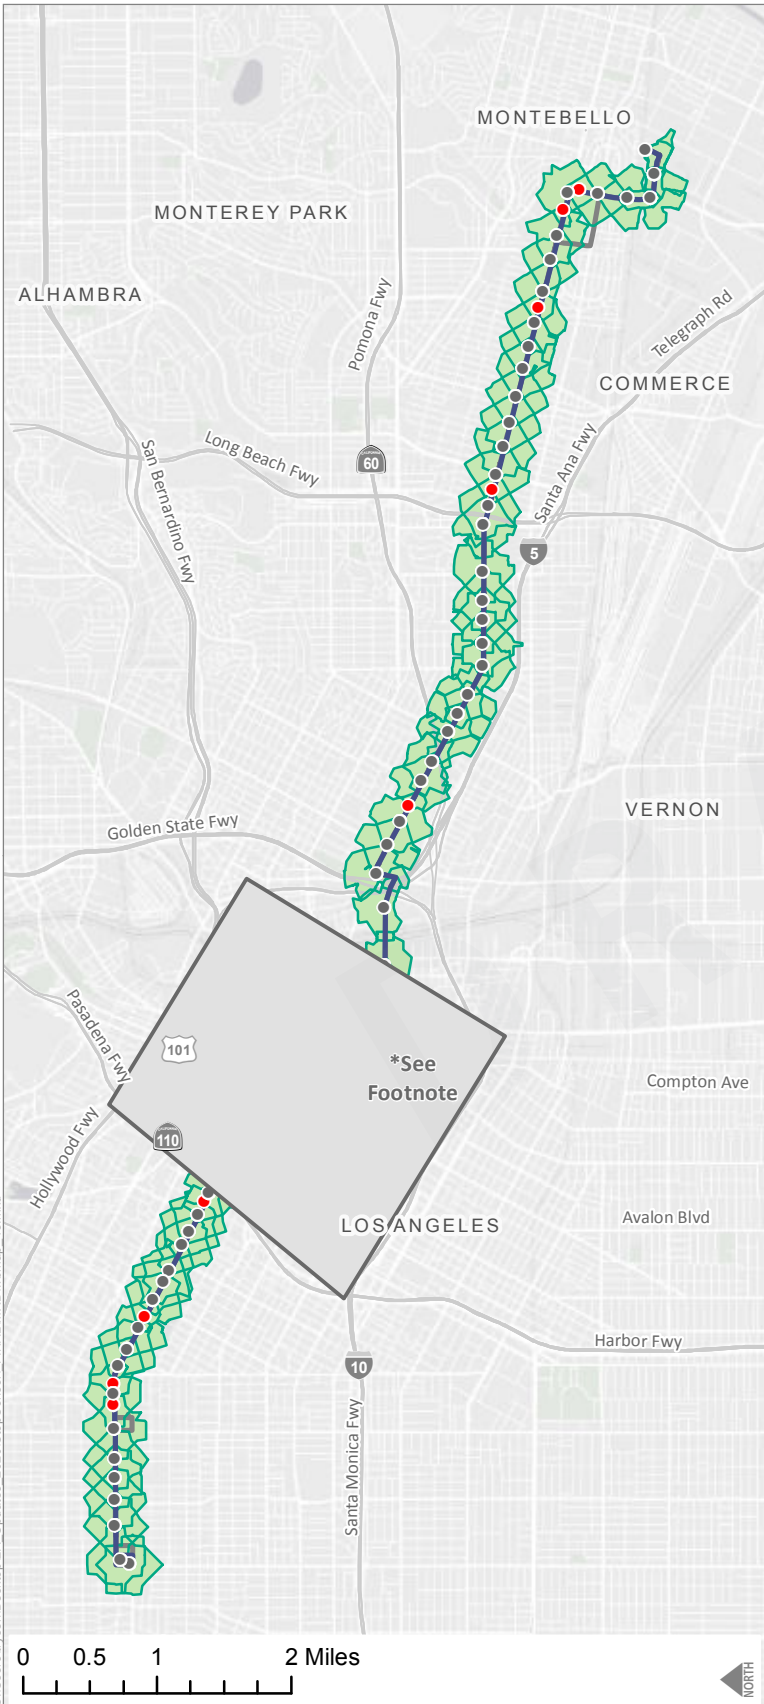 MONTEBELLO
MONTEREY PARK
ALHAMBRA
Pomona Fwy
Telegraph Rd
COMMERCE
Long Beach Fwy
San Bernardino Fwy
CALIFORNIA
60
Santa Ana Fwy
5
VERNON
Golden State Fwy
Pasadena Fwy
101
*See
Footnote
Compton Ave
Hollywood Fwy
CALIFORNIA
110
LOS ANGELES
Avalon Blvd
Harbor Fwy
10
Santa Monica Fwy
0 0.5 1 2 Miles
NORTH